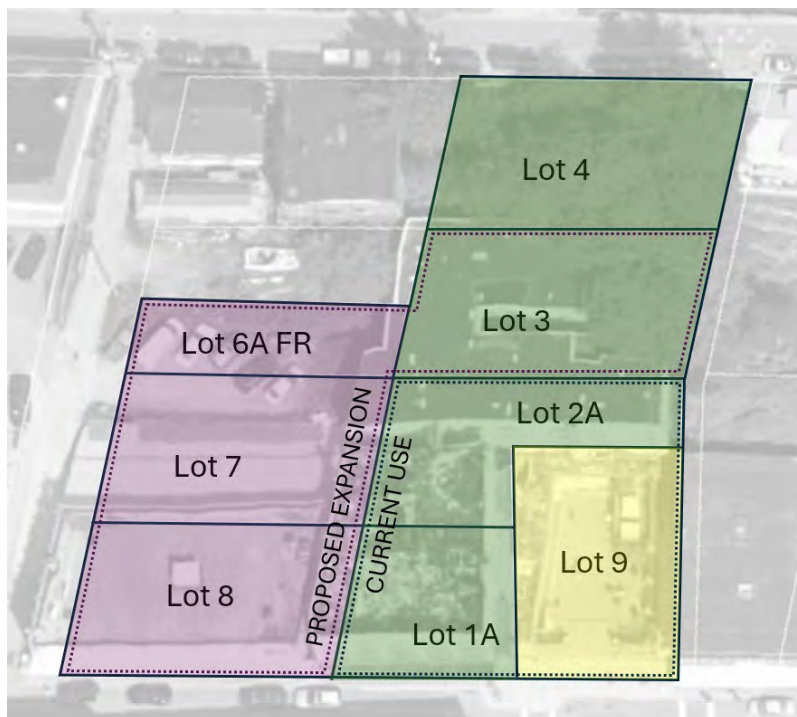 Lot 4
Lot 3
Lot 6A FR
Lot 2A
Lot 7
PROPOSED EXPANSION
CURRENT USE
Lot 9
Lot 8
Lot 1A